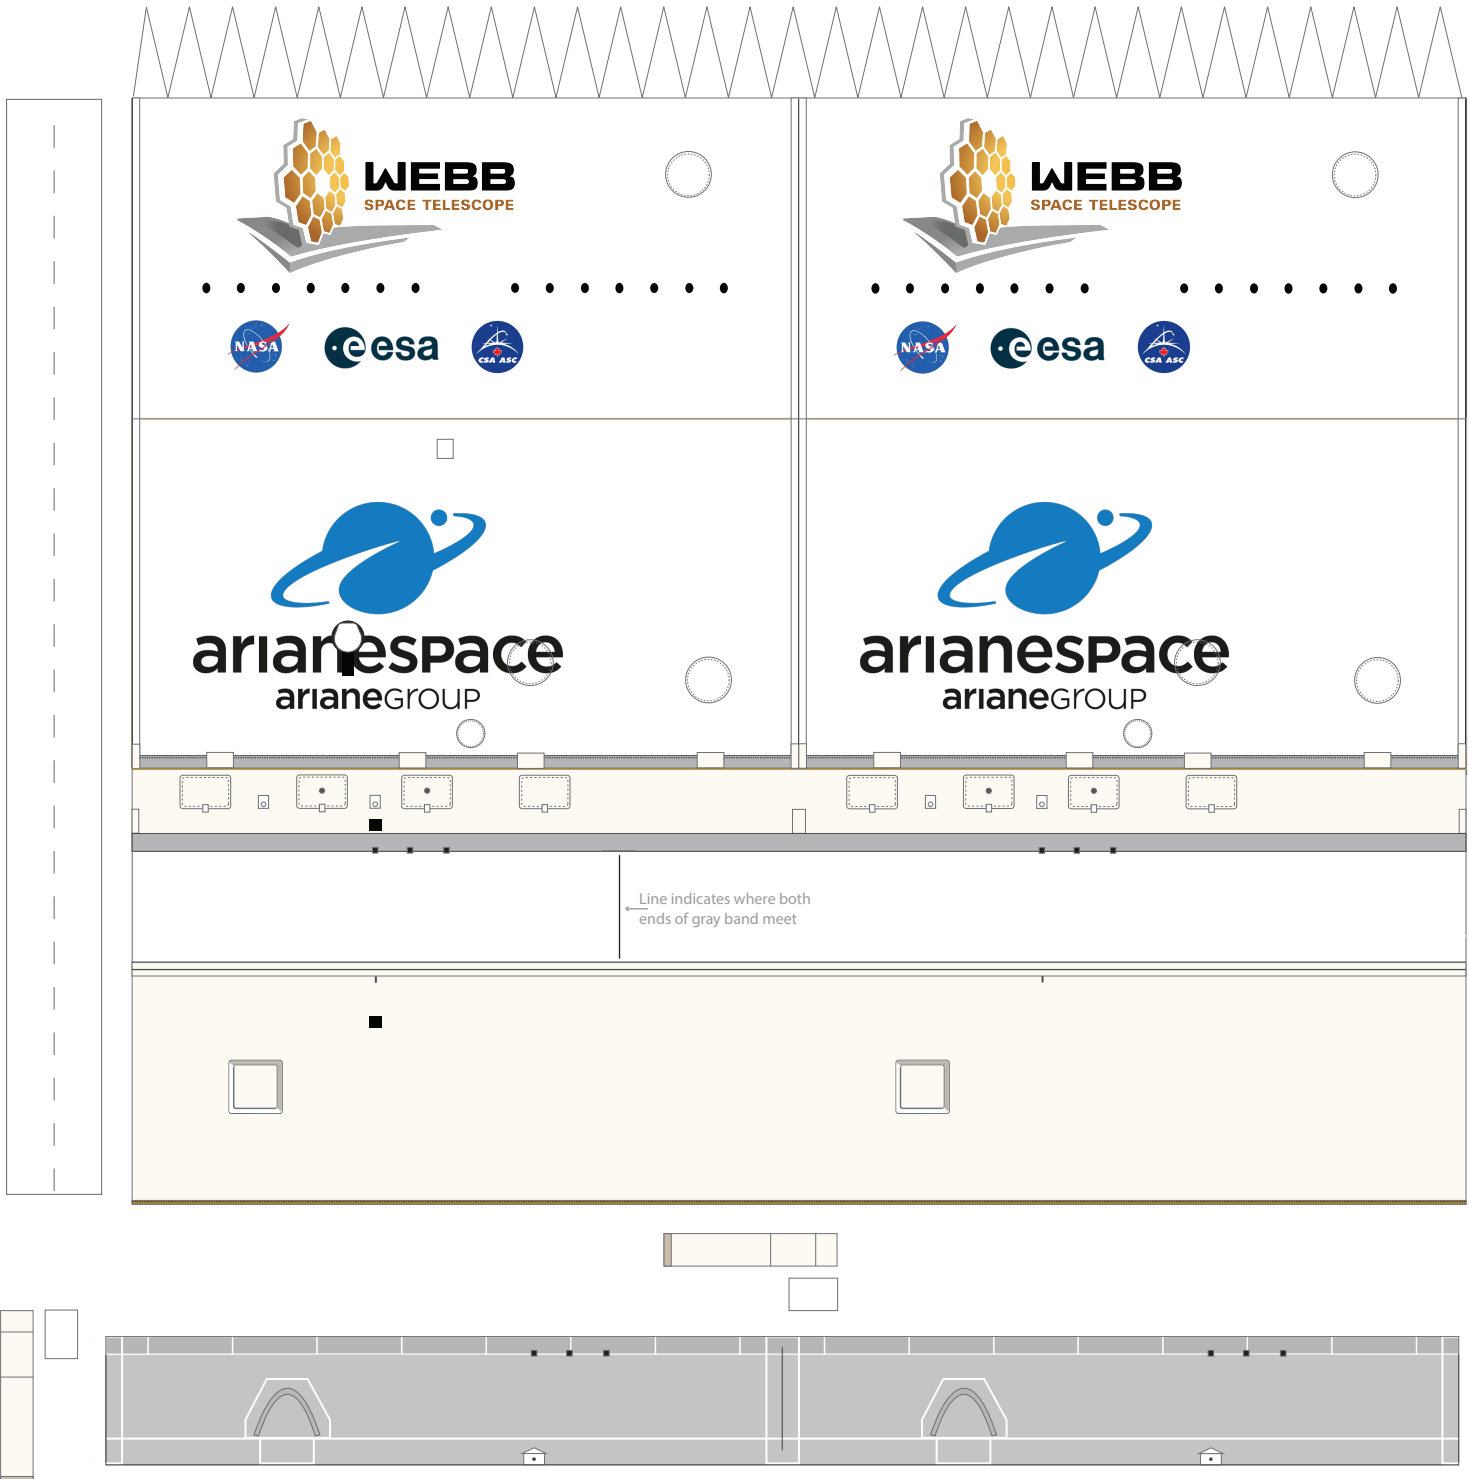 WEBB
SPACE TELESCOPE
WEBB
SPACE TELESCOPE
NASA
esa
CSA ASC
NASA
esa
CSA ASC
arianespace
arianeGROUP
arianespace
arianeGROUP
Line indicates where both
ends of gray band meet